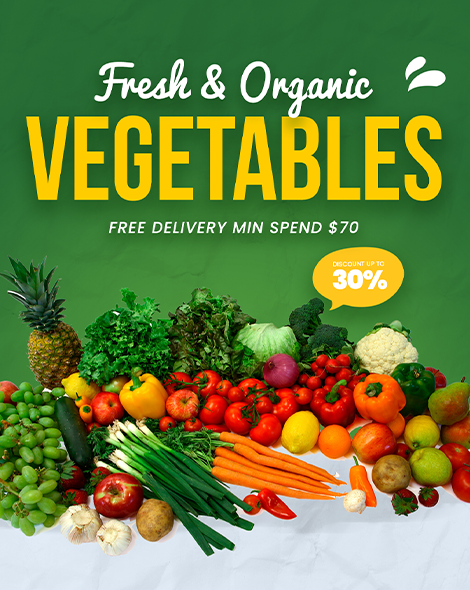 Fresh & Organic
VEGETABLES
FREE DELIVERY MIN SPEND $70
DISCOUNT UP TO
30%